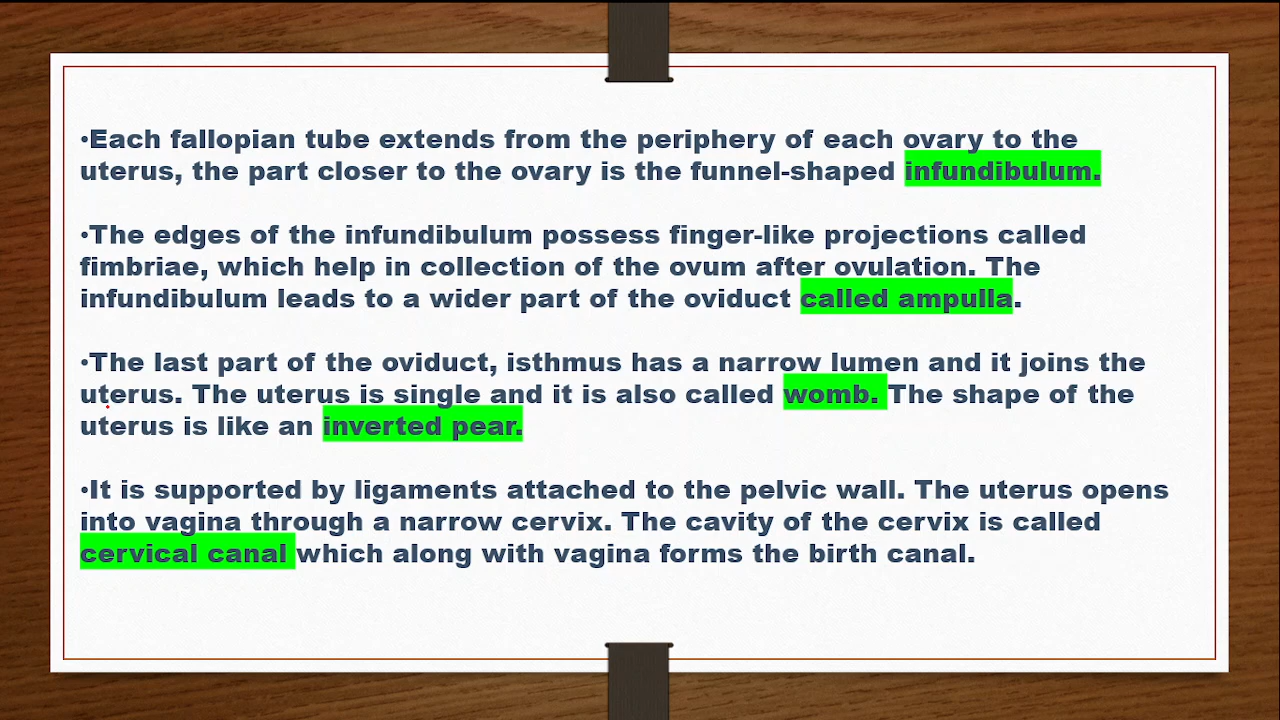 •Each fallopian tube extends from the periphery of each ovary to the
uterus, the part closer to the ovary is the funnel-shaped infundibulum.
•The edges of the infundibulum possess finger-like projections called
fimbriae, which help in collection of the ovum after ovulation. The
infundibulum leads to a wider part of the oviduct called ampulla.
•The last part of the oviduct, isthmus has a narrow lumen and it joins the
uterus. The uterus is single and it is also called womb. The shape of the
uterus is like an inverted pear.
•It is supported by ligaments attached to the pelvic wall. The uterus opens
into vagina through a narrow cervix. The cavity of the cervix is called
cervical canal which along with vagina forms the birth canal.